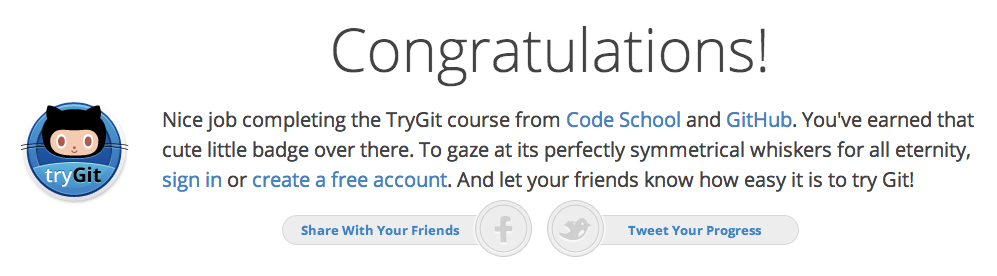 Congratulations!
Nice job completing the TryGit course from Code School and GitHub. You've earned that
cute little badge over there. To gaze at its perfectly symmetrical whiskers for all eternity,
sign in or create a free account. And let your friends know how easy it is to try Git!
tryGit
Share With Your Friends
Tweet Your Progress